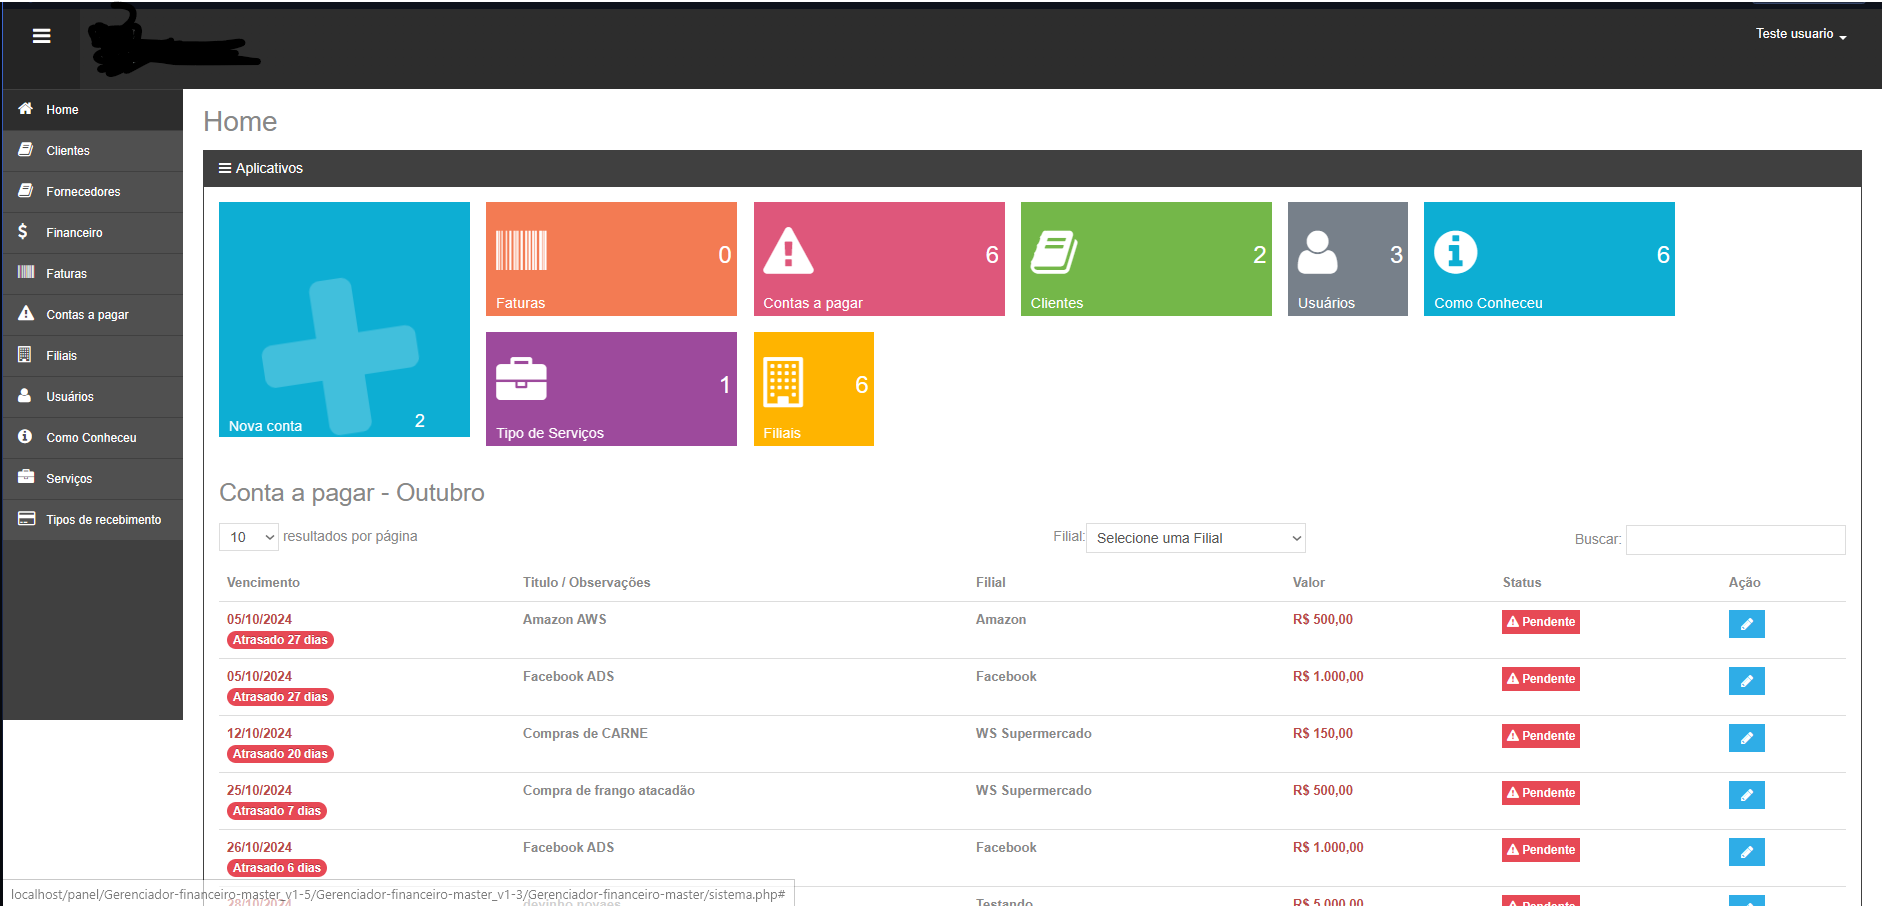 Teste usuario
Home
Clientes
Fornecedores
Financeiro
Faturas
Contas a pagar
Filiais
Usuários
Como Conheceu
Serviços
Tipos de recebimento
Home
Aplicativos
Nova conta 2
Faturas 0
Contas a pagar 6
Clientes 2
Usuários 3
Como Conheceu 6
Tipo de Serviços 1
Filiais 6
Conta a pagar - Outubro
10 resultados por página Filial: Selecione uma Filial Buscar:
Vencimento Titulo / Observações Filial Valor Status Ação
05/10/2024 Amazon AWS Amazon R$ 500,00 Pendente
Atrasado 27 dias
05/10/2024 Facebook ADS Facebook R$ 1.000,00 Pendente
Atrasado 27 dias
12/10/2024 Compras de CARNE WS Supermercado R$ 150,00 Pendente
Atrasado 20 dias
25/10/2024 Compra de frango atacadão WS Supermercado R$ 500,00 Pendente
Atrasado 7 dias
26/10/2024 Facebook ADS Facebook R$ 1.000,00 Pendente
Atrasado 6 dias
28/10/2024 devinho novaes Testando R$ 5.000,00 Pendente
localhost/panel/Gerenciador-financeiro-master_v1-5/Gerenciador-financeiro-master_v1-3/Gerenciador-financeiro-master/sistema.php#